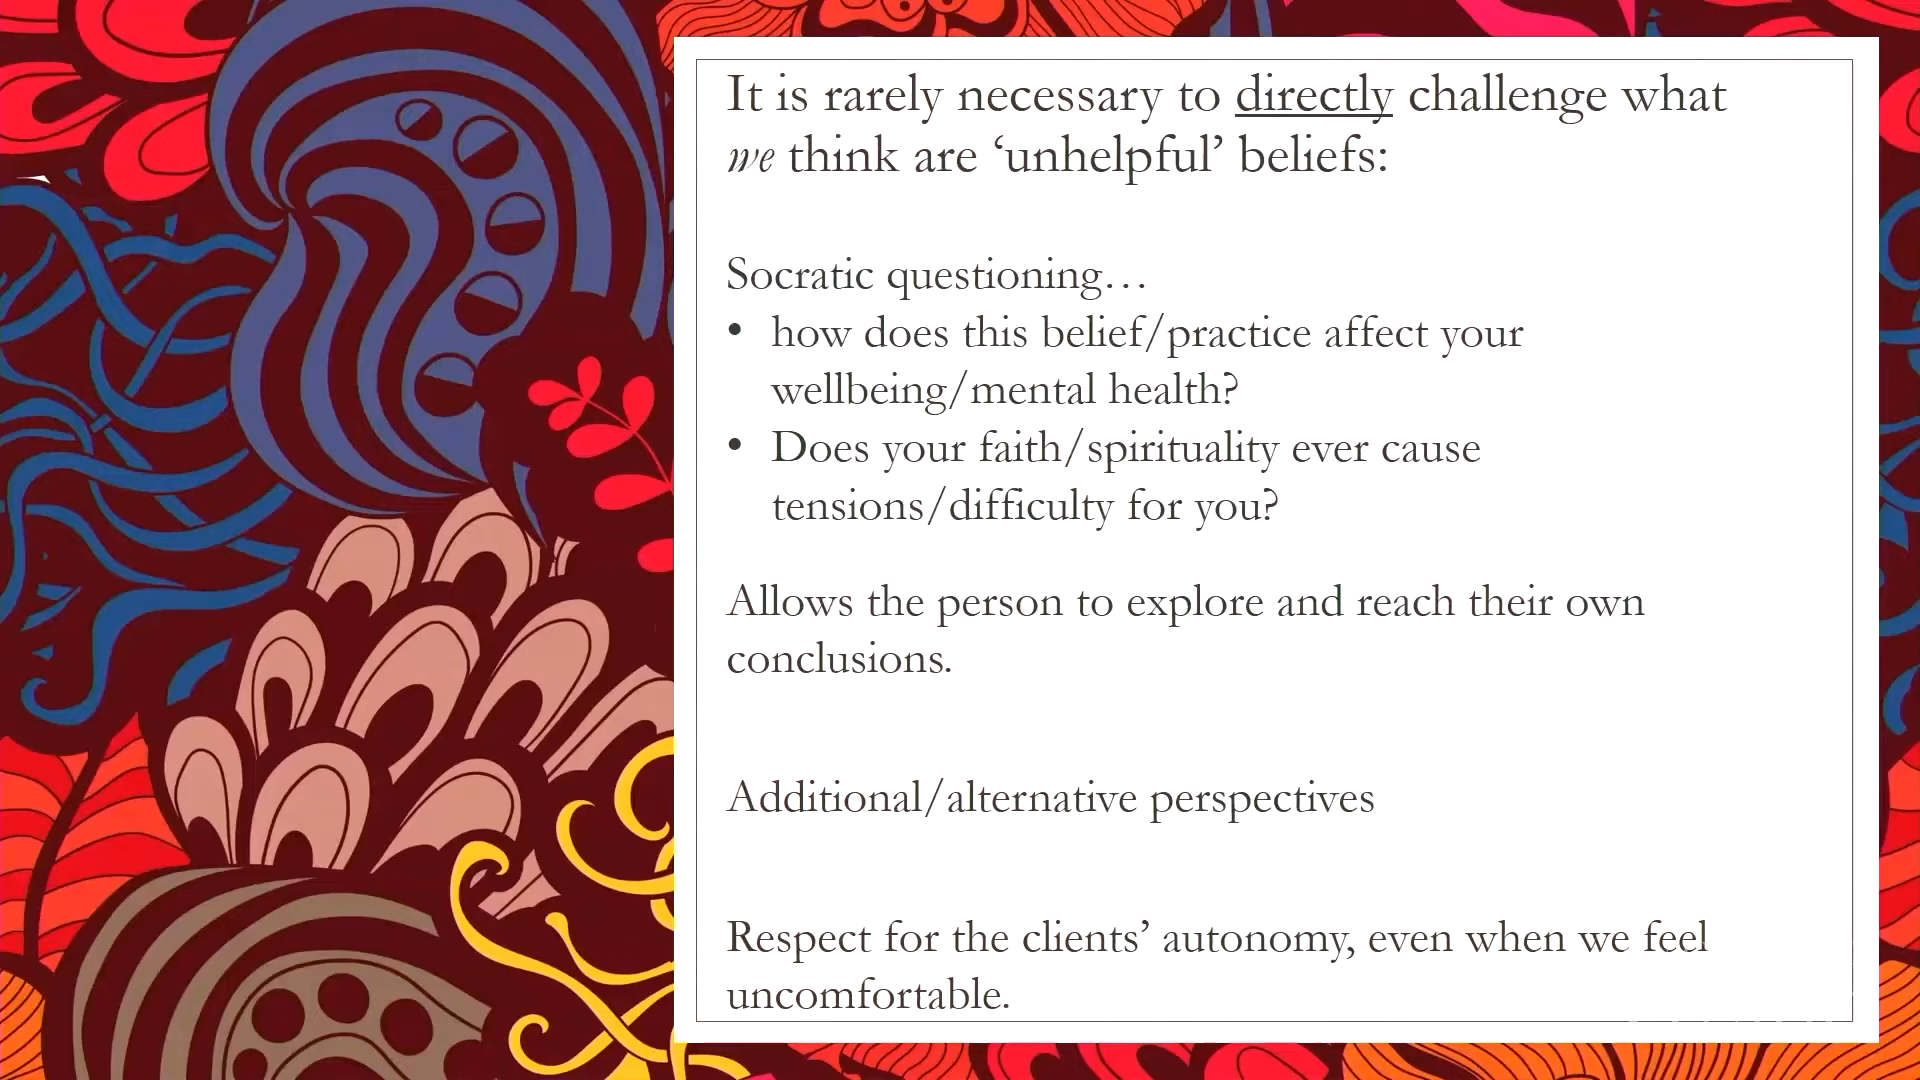 It is rarely necessary to directly challenge what
we think are ‘unhelpful’ beliefs:
Socratic questioning…
• how does this belief/practice affect your
wellbeing/mental health?
• Does your faith/spirituality ever cause
tensions/difficulty for you?
Allows the person to explore and reach their own
conclusions.
Additional/alternative perspectives
Respect for the clients’ autonomy, even when we feel
uncomfortable.